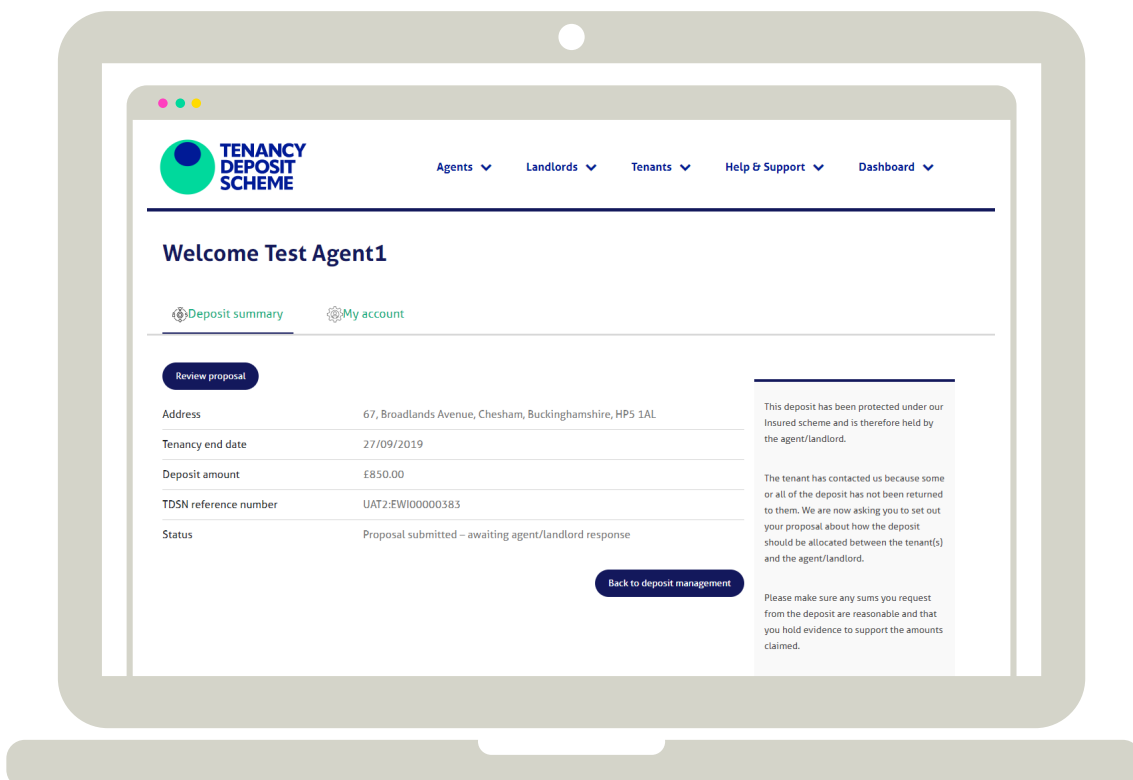 TENANCY
DEPOSIT
SCHEME
Agents Landlords Tenants Help & Support Dashboard
Welcome Test Agent1
Deposit summary My account
Review proposal
Address 67, Broadlands Avenue, Chesham, Buckinghamshire, HP5 1AL
Tenancy end date 27/09/2019
Deposit amount £850.00
TDSN reference number UAT2:EWI00000383
Status Proposal submitted – awaiting agent/landlord response
Back to deposit management
This deposit has been protected under our
Insured scheme and is therefore held by
the agent/landlord.
The tenant has contacted us because some
or all of the deposit has not been returned
to them. We are now asking you to set out
your proposal about how the deposit
should be allocated between the tenant(s)
and the agent/landlord.
Please make sure any sums you request
from the deposit are reasonable and that
you hold evidence to support the amounts
claimed.